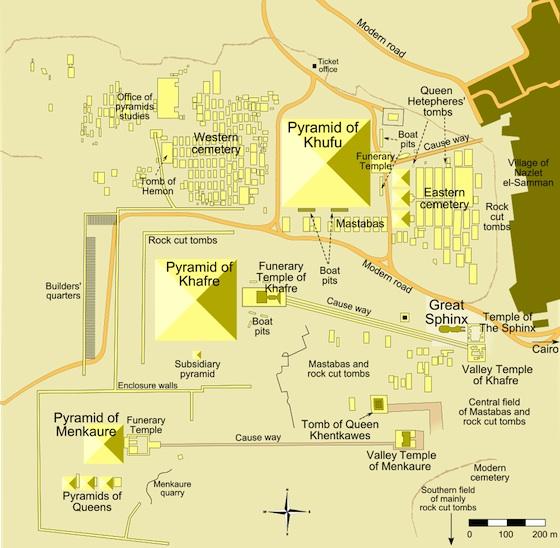 Modern road
Ticket
office
Queen
Hetepheres'
tombs
Office of
pyramids
studies
Western
cemetery
Pyramid of
Khufu
Boat
pits
Cause way
Funerary
Temple
Tomb of
Hemon
Eastern
cemetery
Village of
Nazlet
el-Samman
Rock
cut
tombs
Mastabas
Rock cut tombs
Boat
pits
Modern road
Pyramid of
Khafre
Funerary
Temple of
Khafre
Builders'
quarters
Boat
pits
Cause way
Great
Sphinx
Temple of
The Sphinx
Cairo
Subsidiary
pyramid
Mastabas and
rock cut tombs
Valley Temple
of Khafre
Enclosure walls
Central field
of Mastabas and
rock cut tombs
Pyramid of
Menkaure
Funerary
Temple
Tomb of Queen
Khentkawes
Cause way
Valley Temple
of Menkaure
Pyramids of
Queens
Menkaure
quarry
Modern
cemetery
Southern field
of mainly
rock cut tombs
0 100 200 m